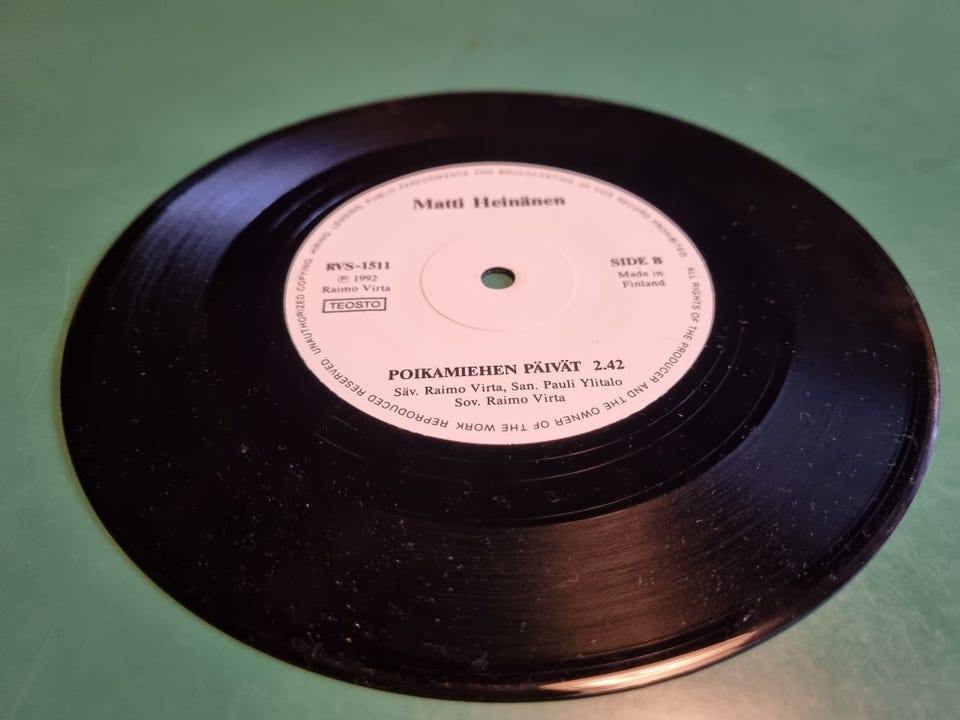 Matti Heinänen
RVS-1511
℗ 1992
Raimo Virta
TEOSTO
SIDE B
Made in
Finland
POIKAMIEHEN PÄIVÄT 2.42
Säv. Raimo Virta, San. Pauli Ylitalo
Sov. Raimo Virta
ALL RIGHTS OF THE PRODUCER AND THE OWNER OF THE WORK REPRODUCED RESERVED. UNAUTHORIZED COPYING, HIRING, LENDING, PUBLIC PERFORMANCE AND BROADCASTING OF THIS RECORD PROHIBITED